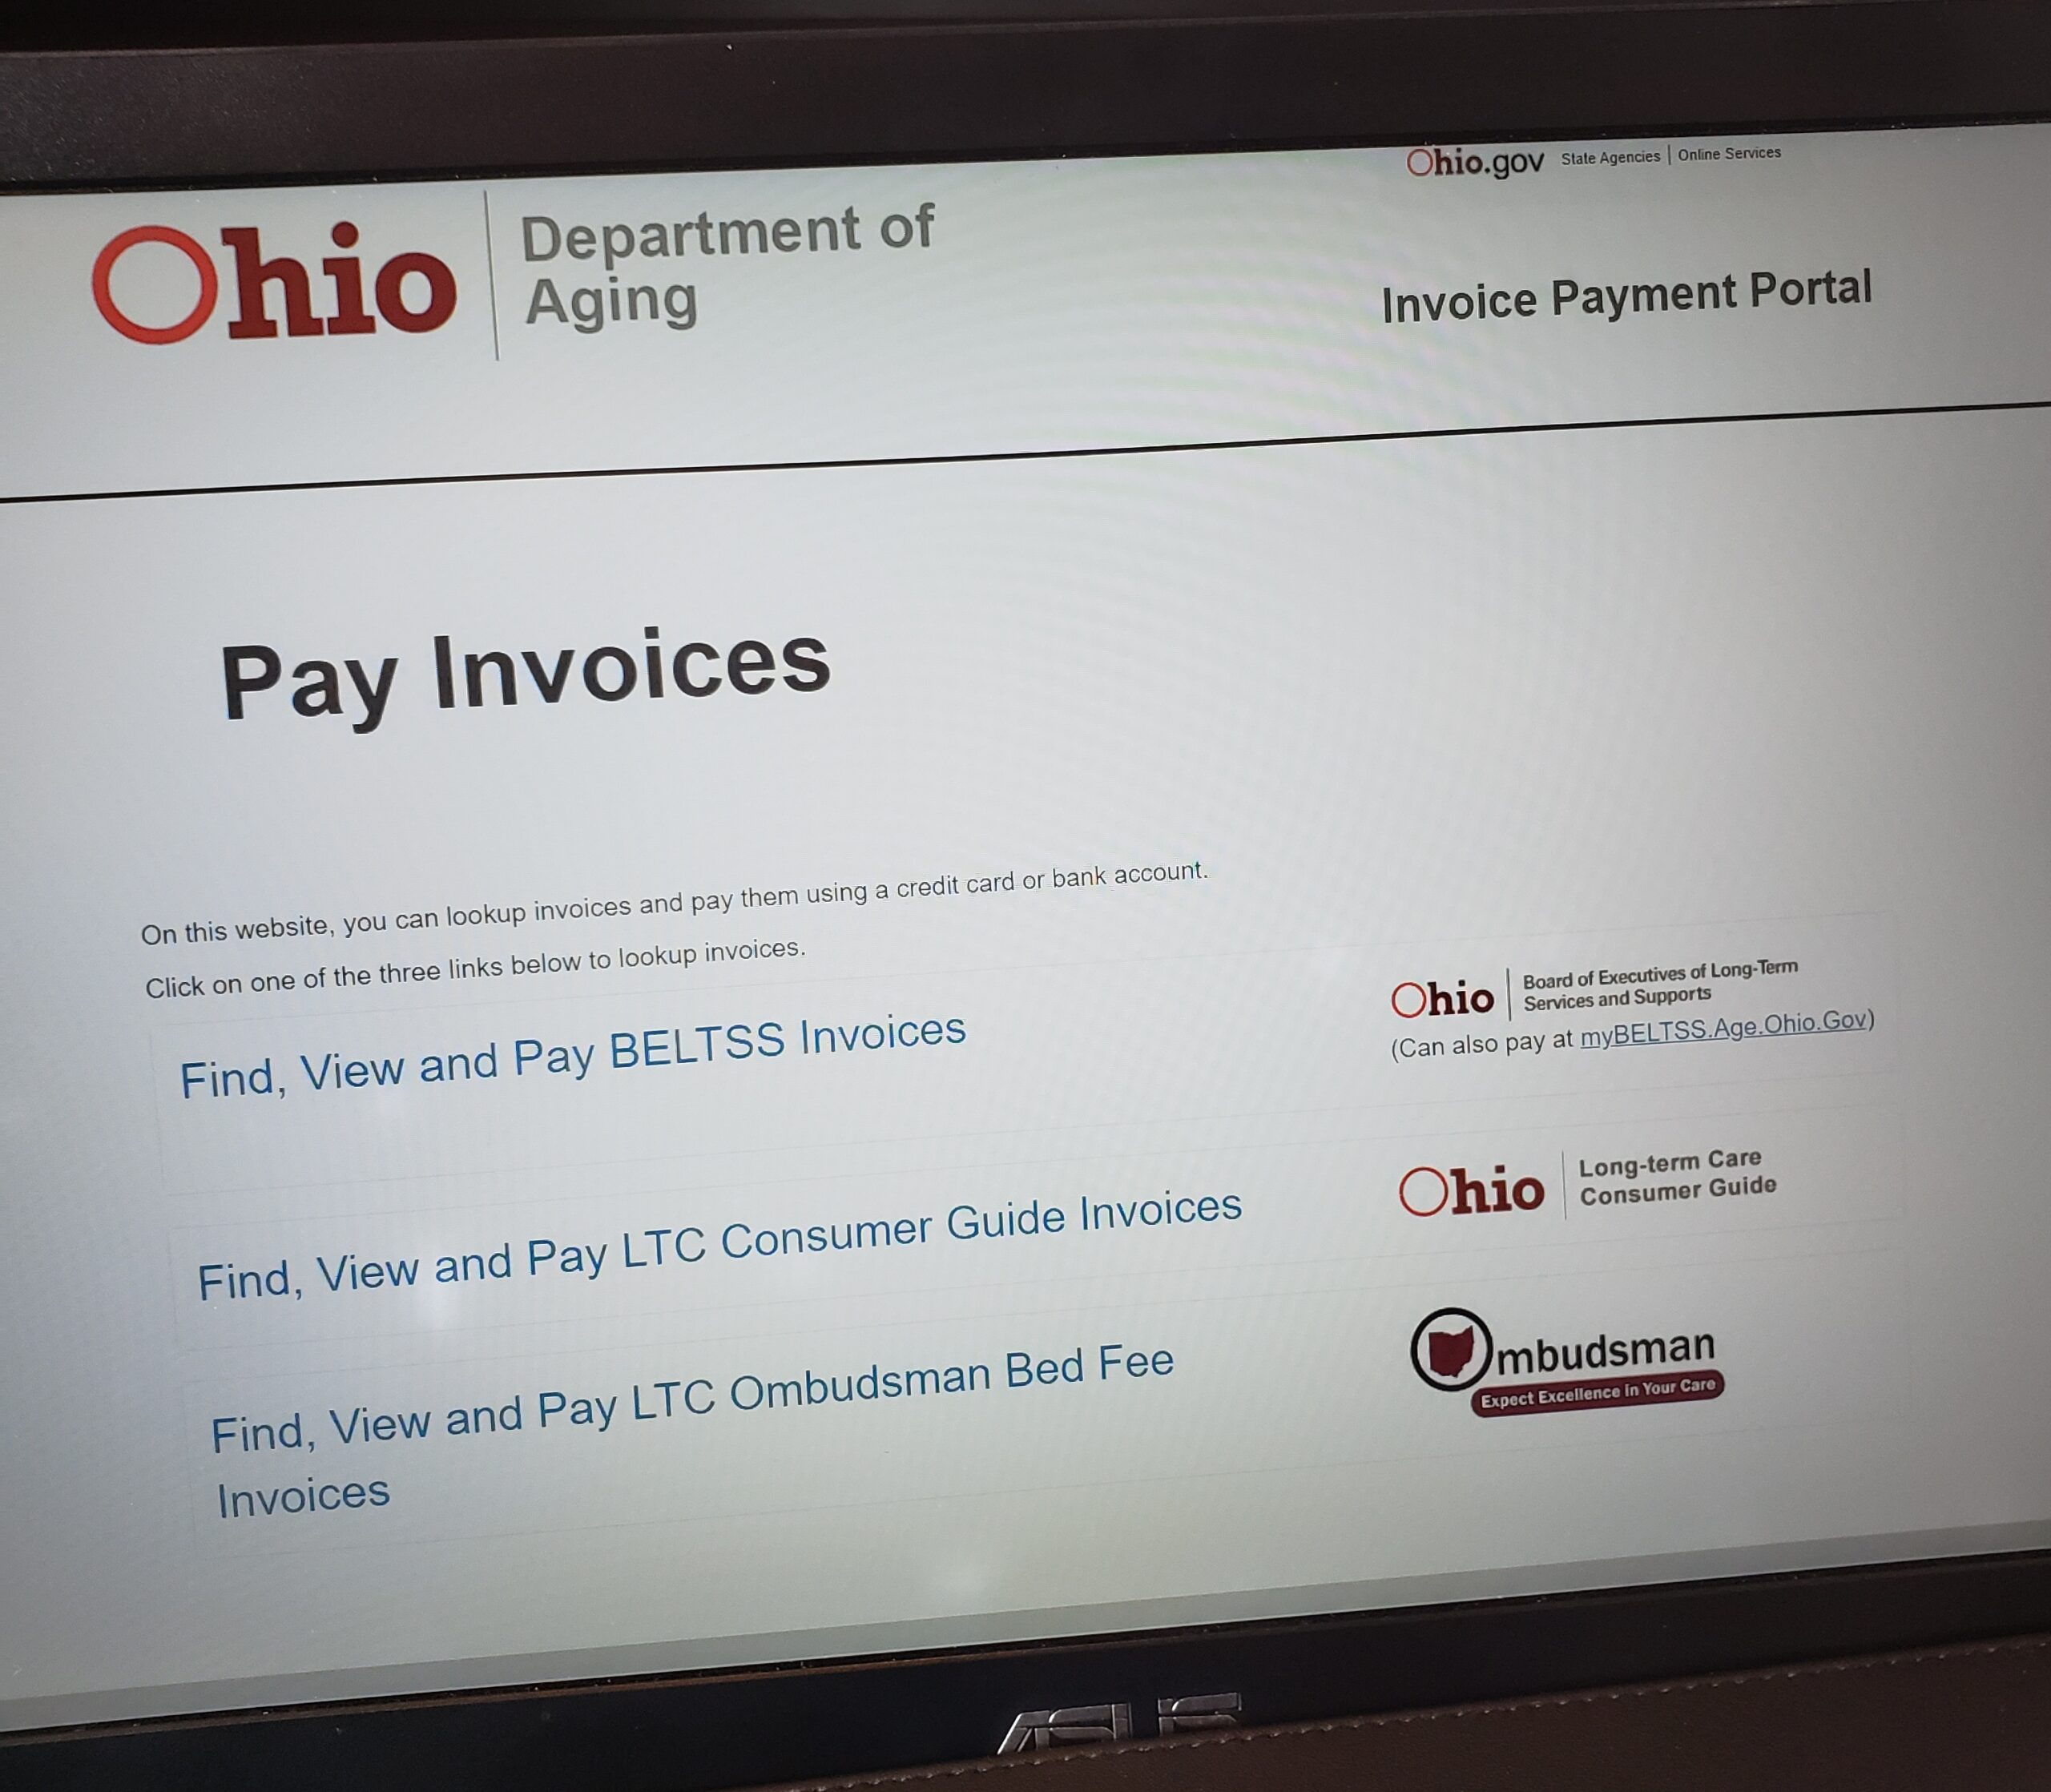 Ohio.gov State Agencies | Online Services
Ohio Department of
Aging
Invoice Payment Portal
Pay Invoices
On this website, you can lookup invoices and pay them using a credit card or bank account.
Click on one of the three links below to lookup invoices.
Find, View and Pay BELTSS Invoices
Ohio Board of Executives of Long-Term
Services and Supports
(Can also pay at myBELTSS.Age.Ohio.Gov)
Find, View and Pay LTC Consumer Guide Invoices
Ohio Long-term Care
Consumer Guide
Find, View and Pay LTC Ombudsman Bed Fee
Invoices
Ombudsman
Expect Excellence in Your Care
ASUS